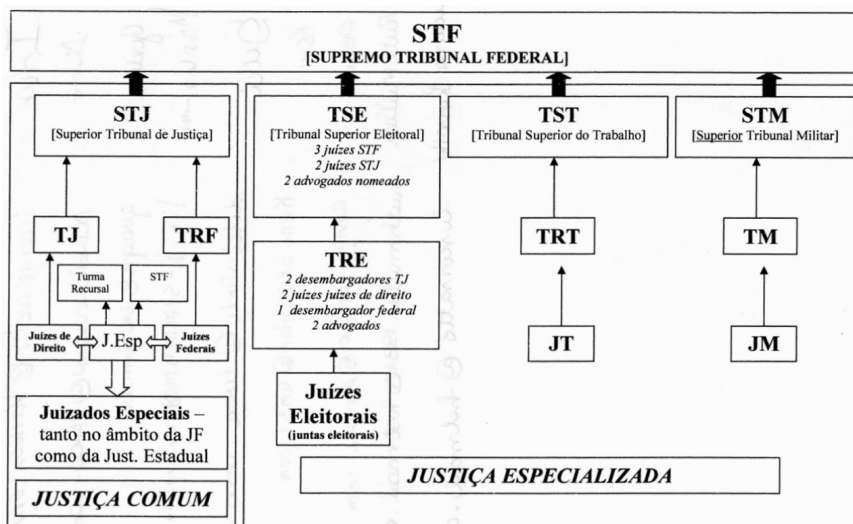 STF
[SUPREMO TRIBUNAL FEDERAL]
STJ
[Superior Tribunal de Justiça]
TSE
[Tribunal Superior Eleitoral]
3 juízes STF
2 juízes STJ
2 advogados nomeados
TST
[Tribunal Superior do Trabalho]
STM
[Superior Tribunal Militar]
TJ
TRF
TRE
2 desembargadores TJ
2 juízes juízes de direito
1 desembargador federal
2 advogados
TRT
TM
Turma
Recursal
STF
Juízes de
Direito
J.Esp
Juízes
Federais
JT
JM
Juízes
Eleitorais
(juntas eleitorais)
Juizados Especiais –
tanto no âmbito da JF
como da Just. Estadual
JUSTIÇA COMUM
JUSTIÇA ESPECIALIZADA